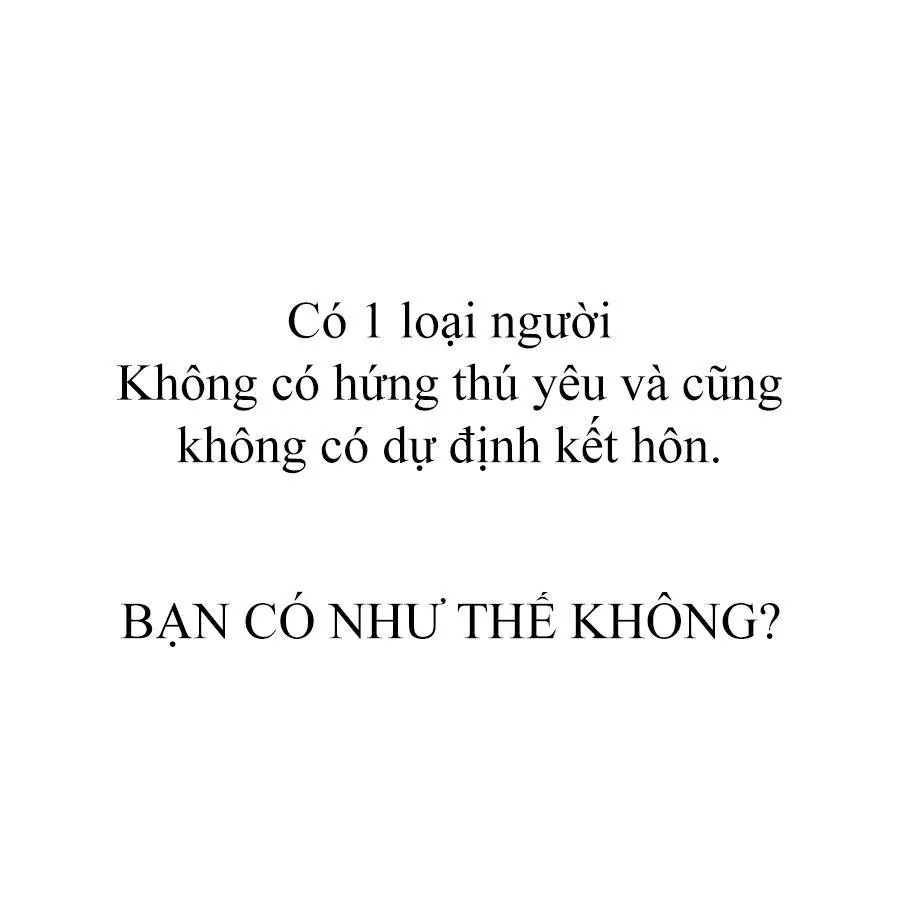 Có 1 loại người
Không có hứng thú yêu và cũng
không có dự định kết hôn.
BẠN CÓ NHƯ THẾ KHÔNG?